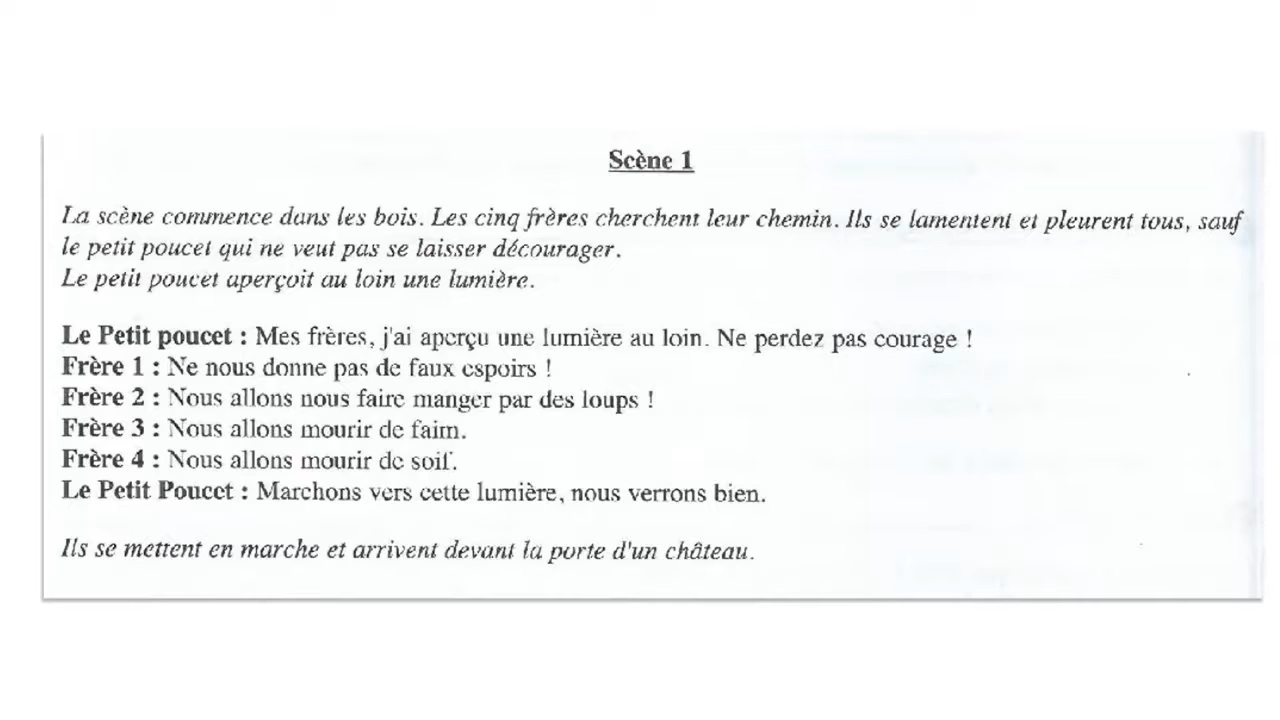 Scène 1
La scène commence dans les bois. Les cinq frères cherchent leur chemin. Ils se lamentent et pleurent tous, sauf
le petit poucet qui ne veut pas se laisser décourager.
Le petit poucet aperçoit au loin une lumière.
Le Petit poucet : Mes frères, j'ai aperçu une lumière au loin. Ne perdez pas courage !
Frère 1 : Ne nous donne pas de faux espoirs !
Frère 2 : Nous allons nous faire manger par des loups !
Frère 3 : Nous allons mourir de faim.
Frère 4 : Nous allons mourir de soif.
Le Petit Poucet : Marchons vers cette lumière, nous verrons bien.
Ils se mettent en marche et arrivent devant la porte d'un château.